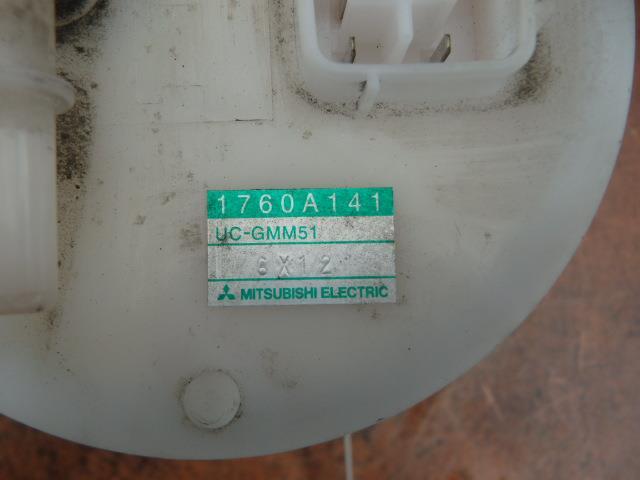 1760A141
UC-GMM51
6X12
MITSUBISHI ELECTRIC